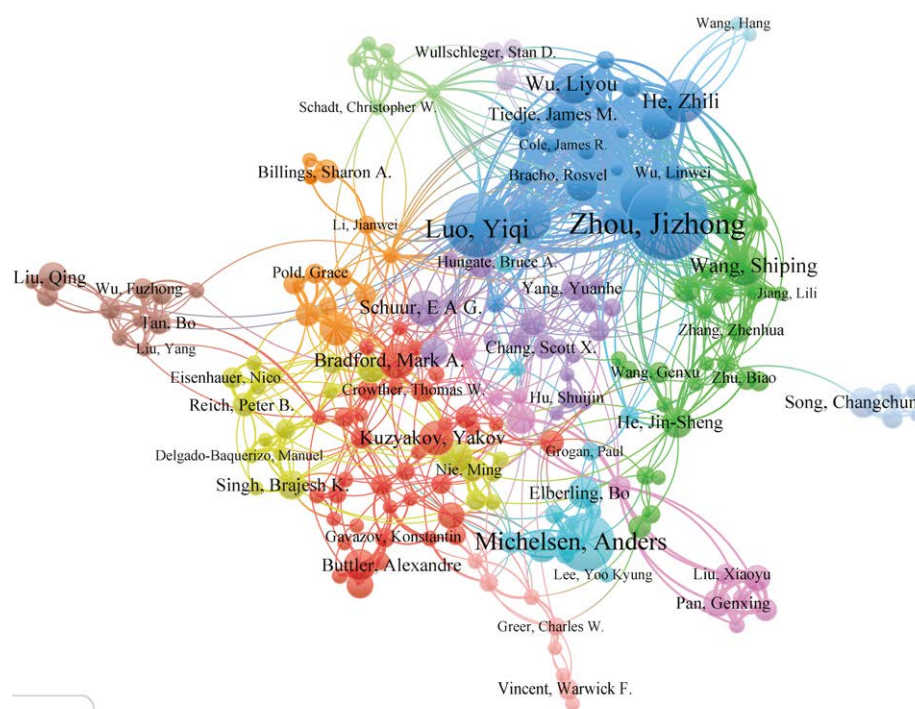 Wang, Hang
Wullschleger, Stan D.
Wu, Liyou
He, Zhili
Schadt, Christopher W.
Tiedje, James M.
Cole, James R.
Billings, Sharon A.
Bracho, Rosvel
Wu, Linwei
Li, Jianwei
Luo, Yiqi
Zhou, Jizhong
Hungate, Bruce A.
Wang, Shiping
Liu, Qing
Pold, Grace
Yang, Yuanhe
Jiang, Lili
Wu, Fuzhong
Schuur, E A G.
Tan, Bo
Zhang, Zhenhua
Liu, Yang
Bradford, Mark A.
Chang, Scott X.
Eisenhauer, Nico
Crowther, Thomas W.
Wang, Genxu
Zhu, Biao
Reich, Peter B.
Hu, Shuijin
Song, Changchun
He, Jin-Sheng
Kuzyakov, Yakov
Grogan, Paul
Delgado-Baquerizo, Manuel
Nie, Ming
Singh, Brajesh K.
Elberling, Bo
Gavazov, Konstantin
Michelsen, Anders
Buttler, Alexandre
Lee, Yoo Kyung
Liu, Xiaoyu
Pan, Genxing
Greer, Charles W.
Vincent, Warwick F.